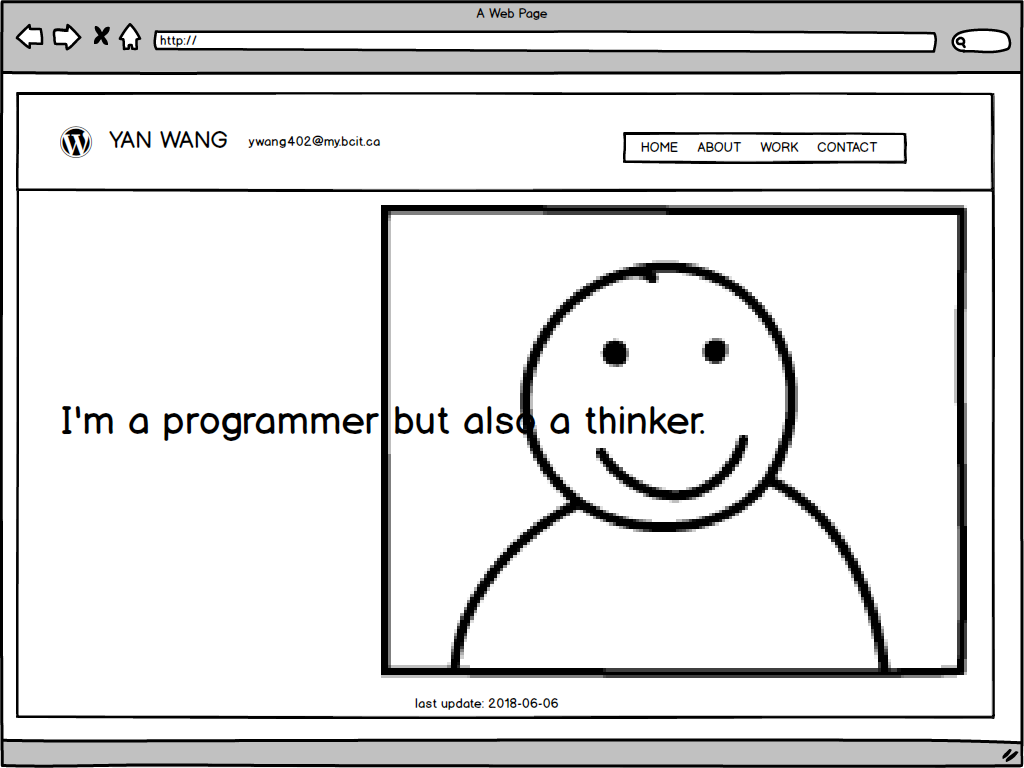 A Web Page
http://
YAN WANG ywang402@my.bcit.ca
HOME ABOUT WORK CONTACT
I'm a programmer but also a thinker.
last update: 2018-06-06